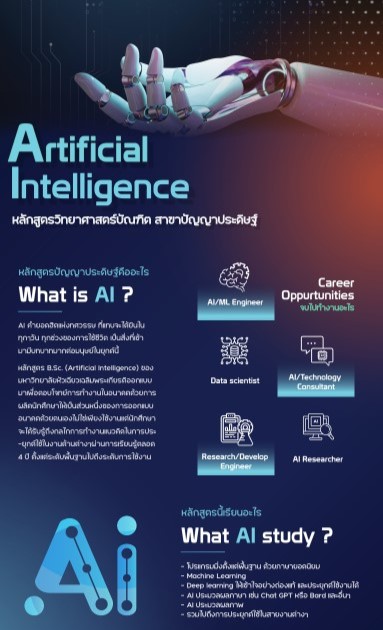 Artificial
Intelligence
หลักสูตรวิทยาศาสตร์บัณฑิต สาขาปัญญาประดิษฐ์
หลักสูตรปัญญาประดิษฐ์คืออะไร
What is AI ?
AI คำยอดฮิตแห่งทศวรรษ ที่แทบจะได้ยินใน
ทุกวัน ทุกช่วงของการใช้ชีวิต เป็นสิ่งที่เข้า
มามีบทบาทมากต่อมนุษย์ในยุคนี้
หลักสูตร B.Sc. (Artificial Intelligence) ของ
มหาวิทยาลัยหัวเฉียวเฉลิมพระเกียรติออกแบบ
มาเพื่อตอบโจทย์การทำงานในอนาคตด้วยการ
ผลิตนักศึกษาให้เป็นส่วนหนึ่งของการออกแบบ
อนาคตด้วยตนเองไม่ใช่เพียงใช้งานแต่นักศึกษา
จะได้รับรู้ถึงกลไกการทำงานแนวคิดในการประ
-ยุกต์ใช้ในงานด้านต่างๆผ่านการเรียนรู้ตลอด
4 ปี ตั้งแต่ระดับพื้นฐานไปถึงระดับการใช้งาน
Career
Oppurtunities
จบไปทำงานอะไร
AI/ML Engineer
Data scientist
AI/Technology
Consultant
Research/Develop
Engineer
AI Researcher
Ai
หลักสูตรนี้เรียนอะไร
What AI study ?
- โปรแกรมมิ่งตั้งแต่พื้นฐาน ด้วยภาษายอดนิยม
- Machine Learning
- Deep learning ให้เข้าใจอย่างถ่องแท้ และประยุกต์ใช้งานได้
- AI ประมวลผลภาษา เช่น Chat GPT หรือ Bard และอื่นๆ
- AI ประมวลผลภาพ
- รวมไปถึงการประยุกต์ใช้ในสายงานต่างๆ